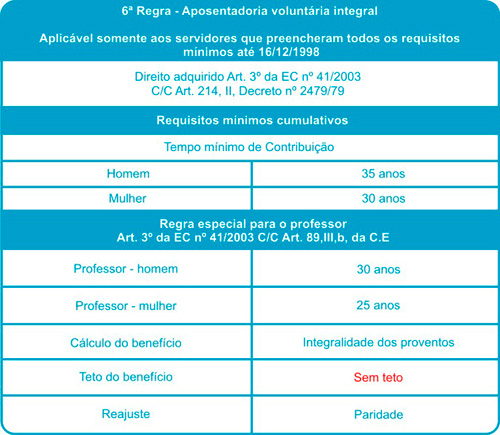 6ª Regra - Aposentadoria voluntária integral
Aplicável somente aos servidores que preencheram todos os requisitos
mínimos até 16/12/1998
Direito adquirido Art. 3º da EC nº 41/2003
C/C Art. 214, II, Decreto nº 2479/79
Requisitos mínimos cumulativos
Tempo mínimo de Contribuição
Homem 35 anos
Mulher 30 anos
Regra especial para o professor
Art. 3º da EC nº 41/2003 C/C Art. 89,III,b, da C.E
Professor - homem 30 anos
Professor - mulher 25 anos
Cálculo do benefício Integralidade dos proventos
Teto do benefício Sem teto
Reajuste Paridade